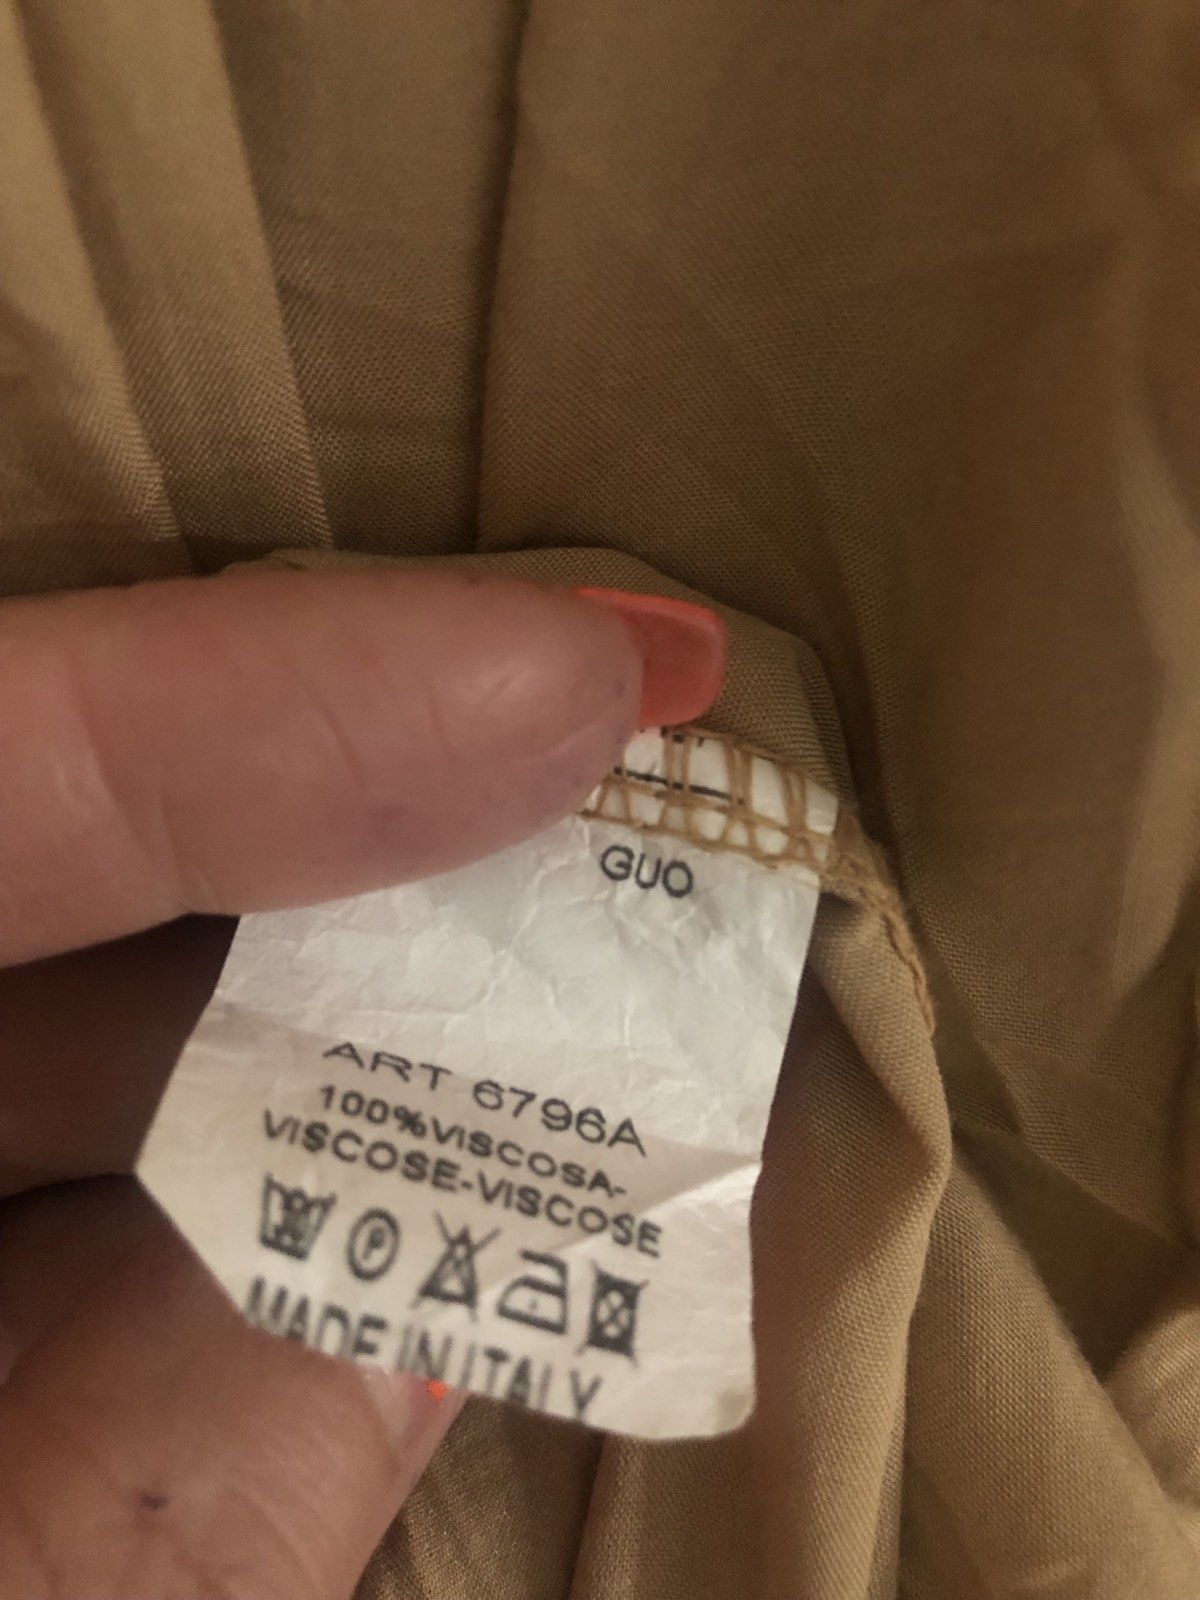 GUO
ART 6796A
100%VISCOSA-
VISCOSE-VISCOSE
P
MADE IN ITALY